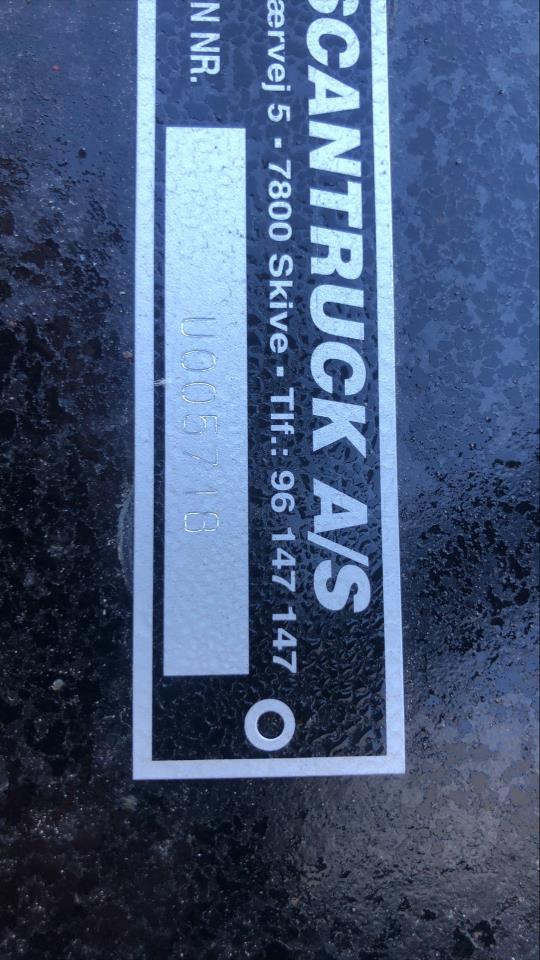 SCANTRUCK A/S
ærvej 5 • 7800 Skive • Tlf.: 96 147 147
N NR.
U005718